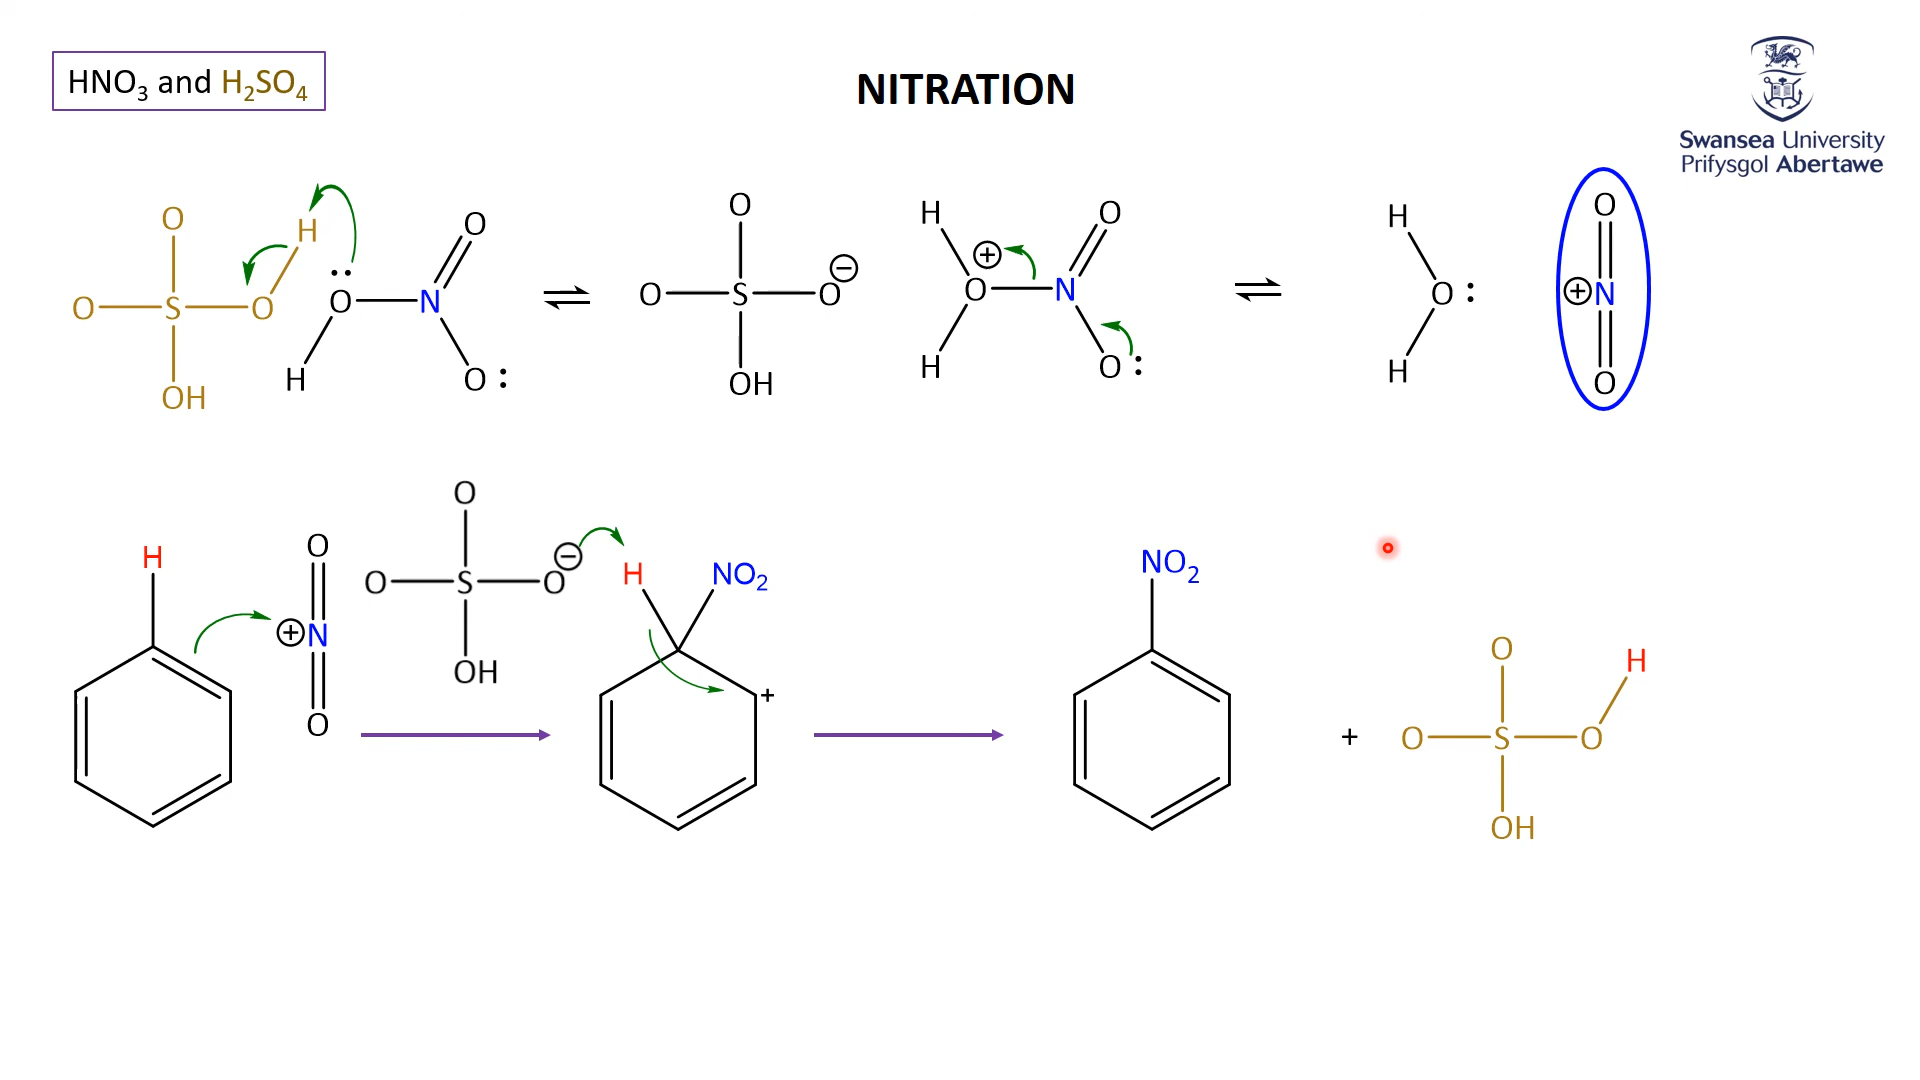 HNO3 and H2SO4
NITRATION
Swansea University
Prifysgol Abertawe
O H O O O H O H O
O S O O N O S O⊖ ⊕ O N H O : ⊕ N
OH H O : OH H O : H O
O
H O O S O⊖ H NO2 NO2
⊕ N OH + O H
O + O S O
OH